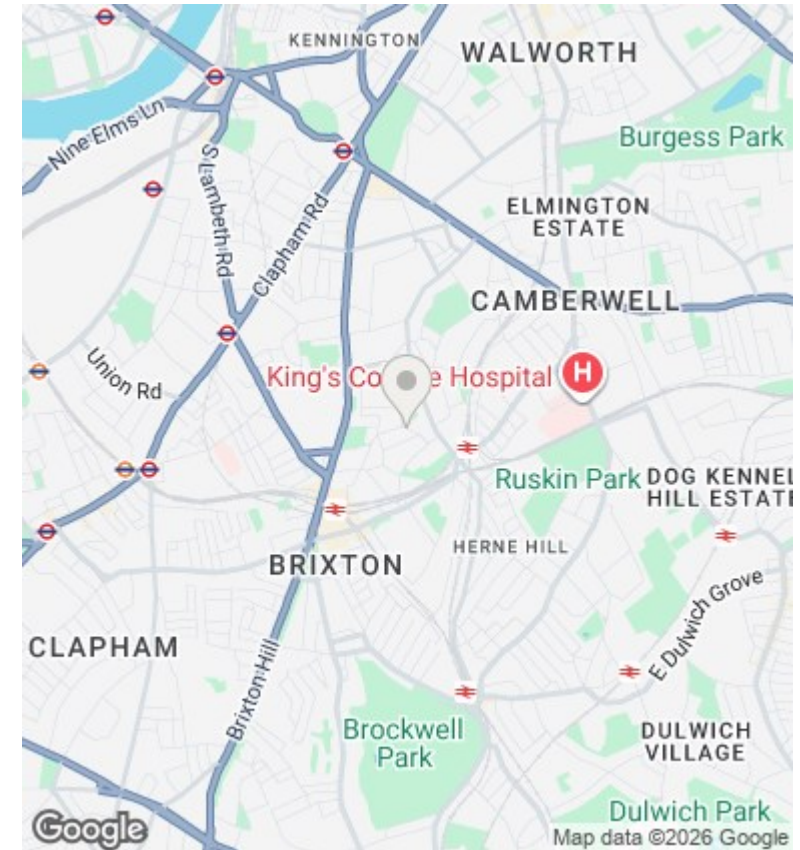 KENNINGTON
WALWORTH
Nine Elms Ln
Burgess Park
S Lambeth Rd
Clapham Rd
ELMINGTON
ESTATE
CAMBERWELL
Union Rd
King's Co e Hospital
H
Ruskin Park
DOG KENNEL
HILL ESTATE
BRIXTON
HERNE HILL
E Dulwich Grove
CLAPHAM
Brixton Hill
Brockwell
Park
DULWICH
VILLAGE
Dulwich Park
Google
Map data ©2026 Google